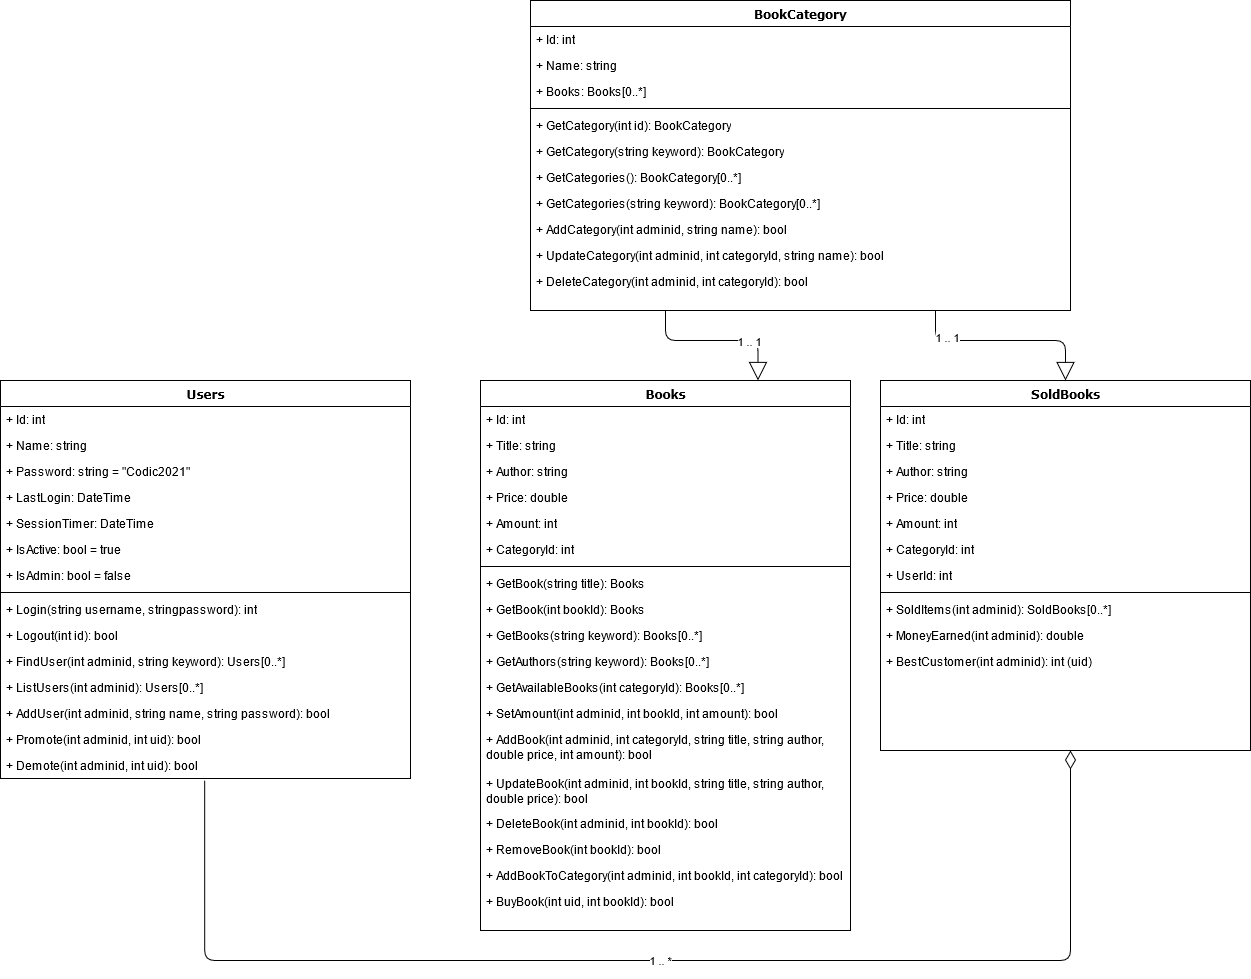 BookCategory
+ Id: int
+ Name: string
+ Books: Books[0..*]
+ GetCategory(int id): BookCategory
+ GetCategory(string keyword): BookCategory
+ GetCategories(): BookCategory[0..*]
+ GetCategories(string keyword): BookCategory[0..*]
+ AddCategory(int adminid, string name): bool
+ UpdateCategory(int adminid, int categoryId, string name): bool
+ DeleteCategory(int adminid, int categoryId): bool
1 .. 1
1 .. 1
Users
+ Id: int
+ Name: string
+ Password: string = "Codic2021"
+ LastLogin: DateTime
+ SessionTimer: DateTime
+ IsActive: bool = true
+ IsAdmin: bool = false
+ Login(string username, stringpassword): int
+ Logout(int id): bool
+ FindUser(int adminid, string keyword): Users[0..*]
+ ListUsers(int adminid): Users[0..*]
+ AddUser(int adminid, string name, string password): bool
+ Promote(int adminid, int uid): bool
+ Demote(int adminid, int uid): bool
Books
+ Id: int
+ Title: string
+ Author: string
+ Price: double
+ Amount: int
+ CategoryId: int
+ GetBook(string title): Books
+ GetBook(int bookId): Books
+ GetBooks(string keyword): Books[0..*]
+ GetAuthors(string keyword): Books[0..*]
+ GetAvailableBooks(int categoryId): Books[0..*]
+ SetAmount(int adminid, int bookId, int amount): bool
+ AddBook(int adminid, int categoryId, string title, string author,
double price, int amount): bool
+ UpdateBook(int adminid, int bookId, string title, string author,
double price): bool
+ DeleteBook(int adminid, int bookId): bool
+ RemoveBook(int bookId): bool
+ AddBookToCategory(int adminid, int bookId, int categoryId): bool
+ BuyBook(int uid, int bookId): bool
SoldBooks
+ Id: int
+ Title: string
+ Author: string
+ Price: double
+ Amount: int
+ CategoryId: int
+ UserId: int
+ SoldItems(int adminid): SoldBooks[0..*]
+ MoneyEarned(int adminid): double
+ BestCustomer(int adminid): int (uid)
1 .. *